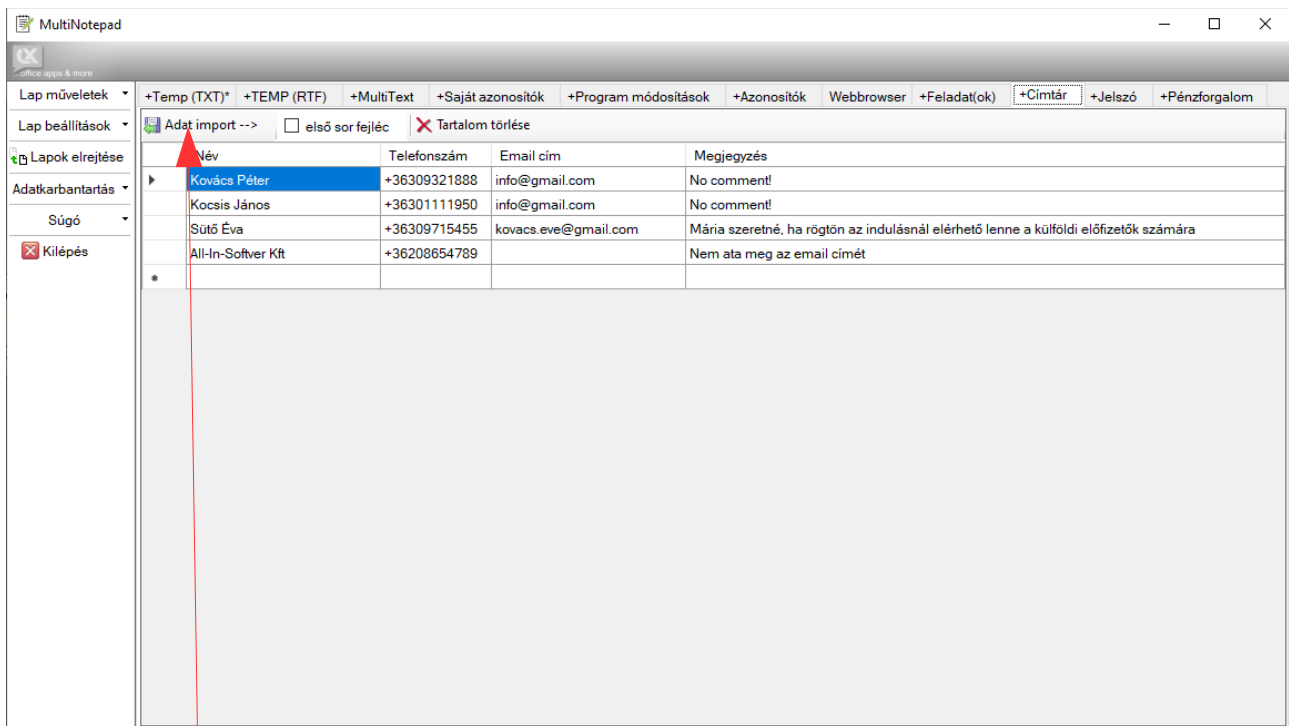 MultiNotepad
office apps & more
Lap műveletek
Lap beállítások
Lapok elrejtése
Adatkarbantartás
Súgó
Kilépés
+Temp (TXT)* +TEMP (RTF) +MultiText +Saját azonosítók +Program módosítások +Azonosítók Webbrowser +Feladat(ok) +Címtár +Jelszó +Pénzforgalom
Adat import --> első sor fejléc Tartalom törlése
Név Telefonszám Email cím Megjegyzés
Kovács Péter +36309321888 info@gmail.com No comment!
Kocsis János +36301111950 info@gmail.com No comment!
Sütő Éva +36309715455 kovacs.eve@gmail.com Mária szeretné, ha rögtön az indulásnál elérhető lenne a külföldi előfizetők számára
All-In-Softver Kft +36208654789 Nem ata meg az email címét